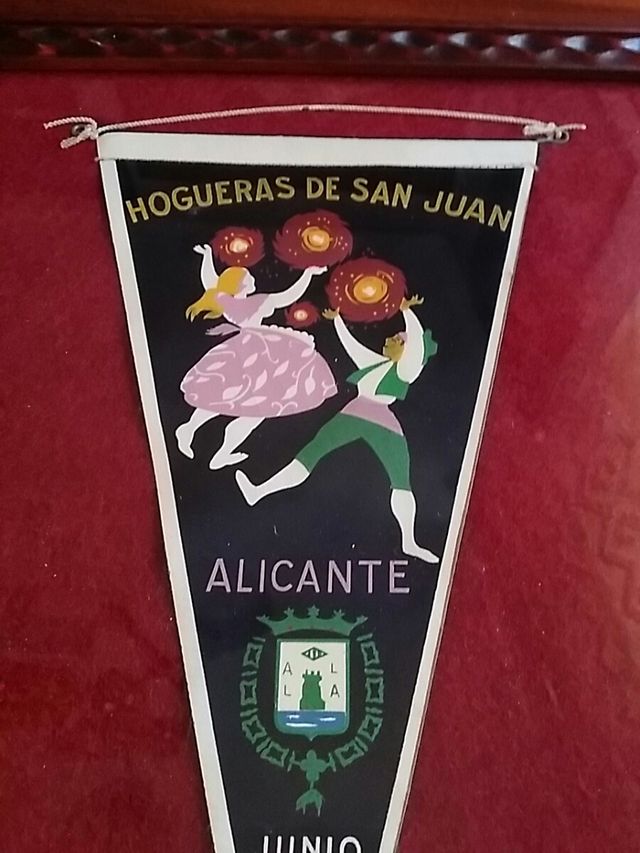 HOGUERAS DE SAN JUAN
ALICANTE
A L
L A
JUNIO